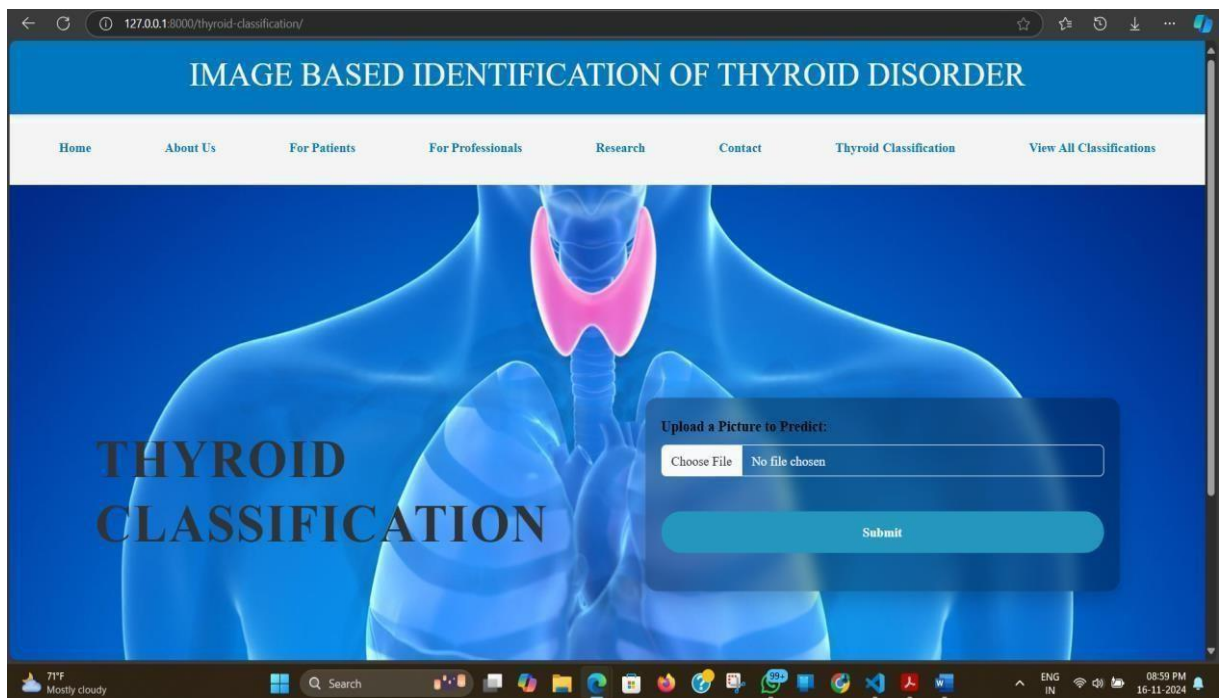 127.0.0.1:8000/thyroid-classification/
IMAGE BASED IDENTIFICATION OF THYROID DISORDER
Home About Us For Patients For Professionals Research Contact Thyroid Classification View All Classifications
THYROID
CLASSIFICATION
Upload a Picture to Predict:
Choose File No file chosen
Submit
71°F
Mostly cloudy
Search
99+
ENG
IN
08:59 PM
16-11-2024